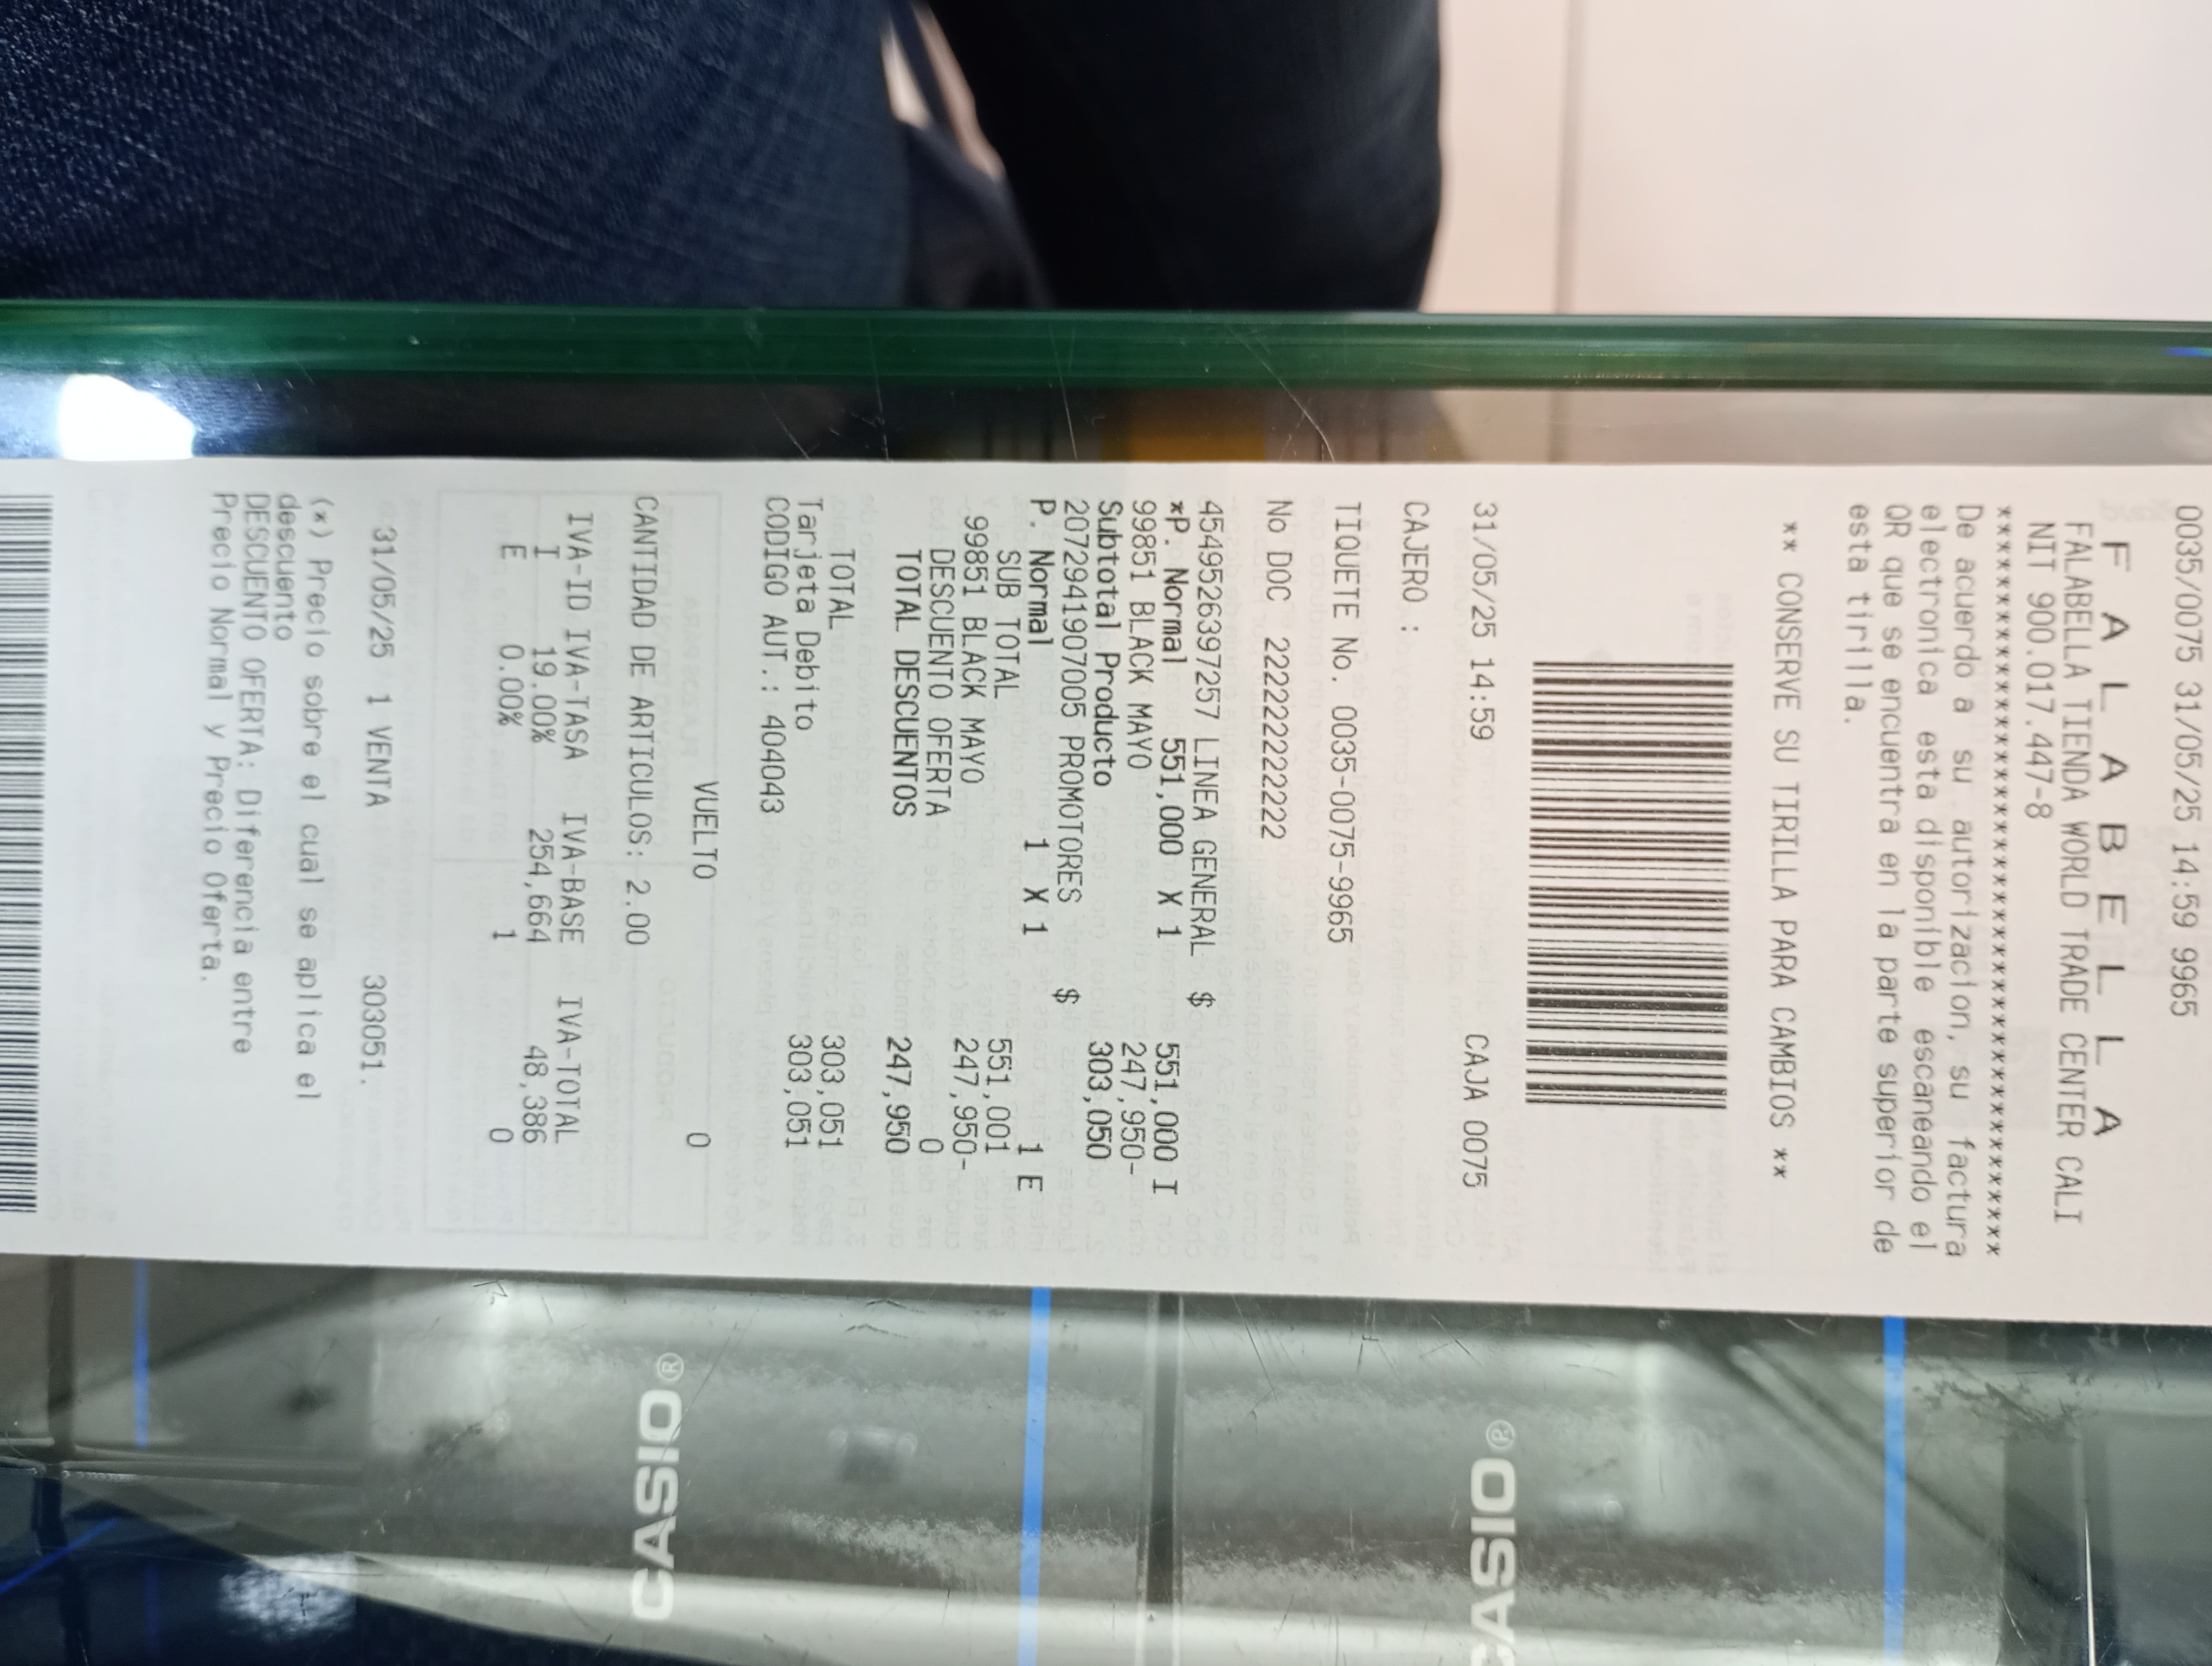 0035/0075 31/05/25 14:59 9965
F A L A B E L L A
FALABELLA TIENDA WORLD TRADE CENTER CALI
NIT 900.017.447-8
****************************************
De acuerdo a su autorizacion, su factura
electronica esta disponible escaneando el
QR que se encuentra en la parte superior de
esta tirilla.
** CONSERVE SU TIRILLA PARA CAMBIOS **
31/05/25 14:59 CAJA 0075
CAJERO :
TIQUETE No. 0035-0075-9965
No DOC 222222222222
4549526397257 LINEA GENERAL $
*P. Normal 551,000 X 1 551,000 I
99851 BLACK MAYO 247,950-
Subtotal Producto 303,050
2072941907005 PROMOTORES $
P. Normal 1 X 1 1 E
SUB TOTAL 551,001
99851 BLACK MAYO 247,950-
DESCUENTO OFERTA 0
TOTAL DESCUENTOS 247,950
TOTAL 303,051
Tarjeta Debito 303,051
CODIGO AUT.: 404043
VUELTO 0
CANTIDAD DE ARTICULOS: 2.00
IVA-ID IVA-TASA IVA-BASE IVA-TOTAL
I 19.00% 254,664 48,386
E 0.00% 1 0
31/05/25 1 VENTA 303051.
(*) Precio sobre el cual se aplica el
descuento
DESCUENTO OFERTA: Diferencia entre
Precio Normal y Precio Oferta.
CASIO®
CASIO®